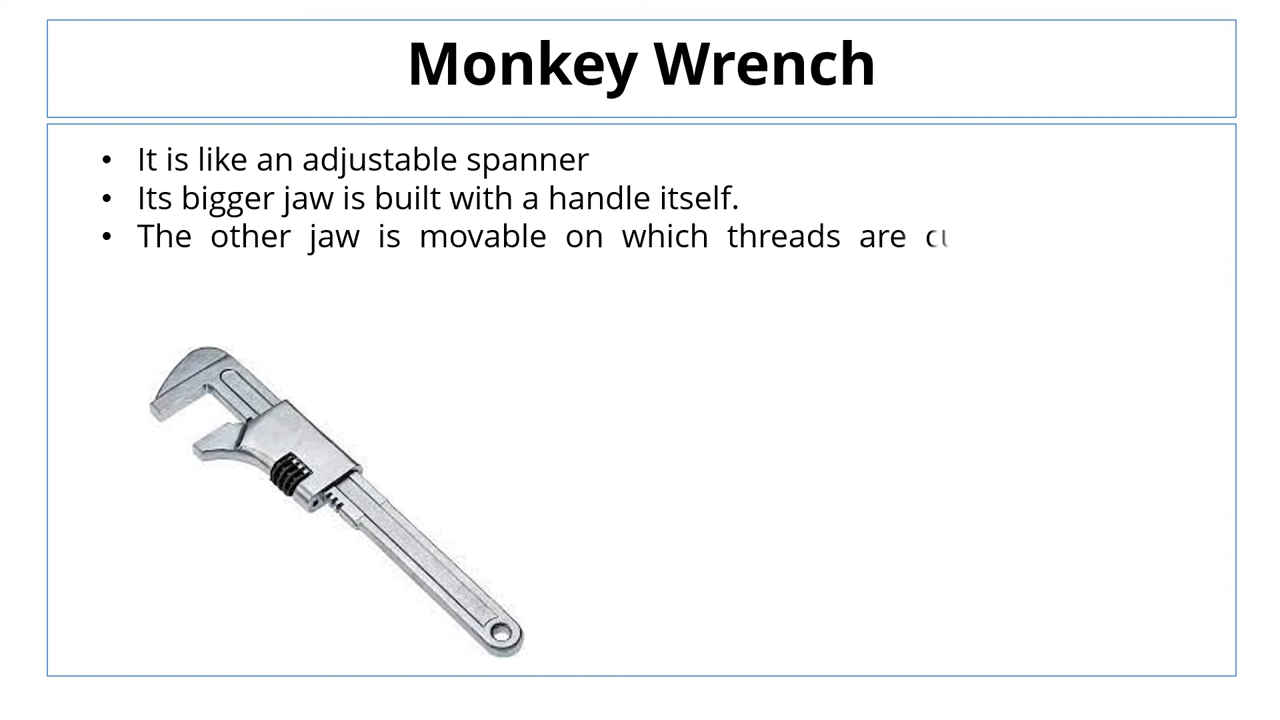 Monkey Wrench
• It is like an adjustable spanner
• Its bigger jaw is built with a handle itself.
• The other jaw is movable on which threads are